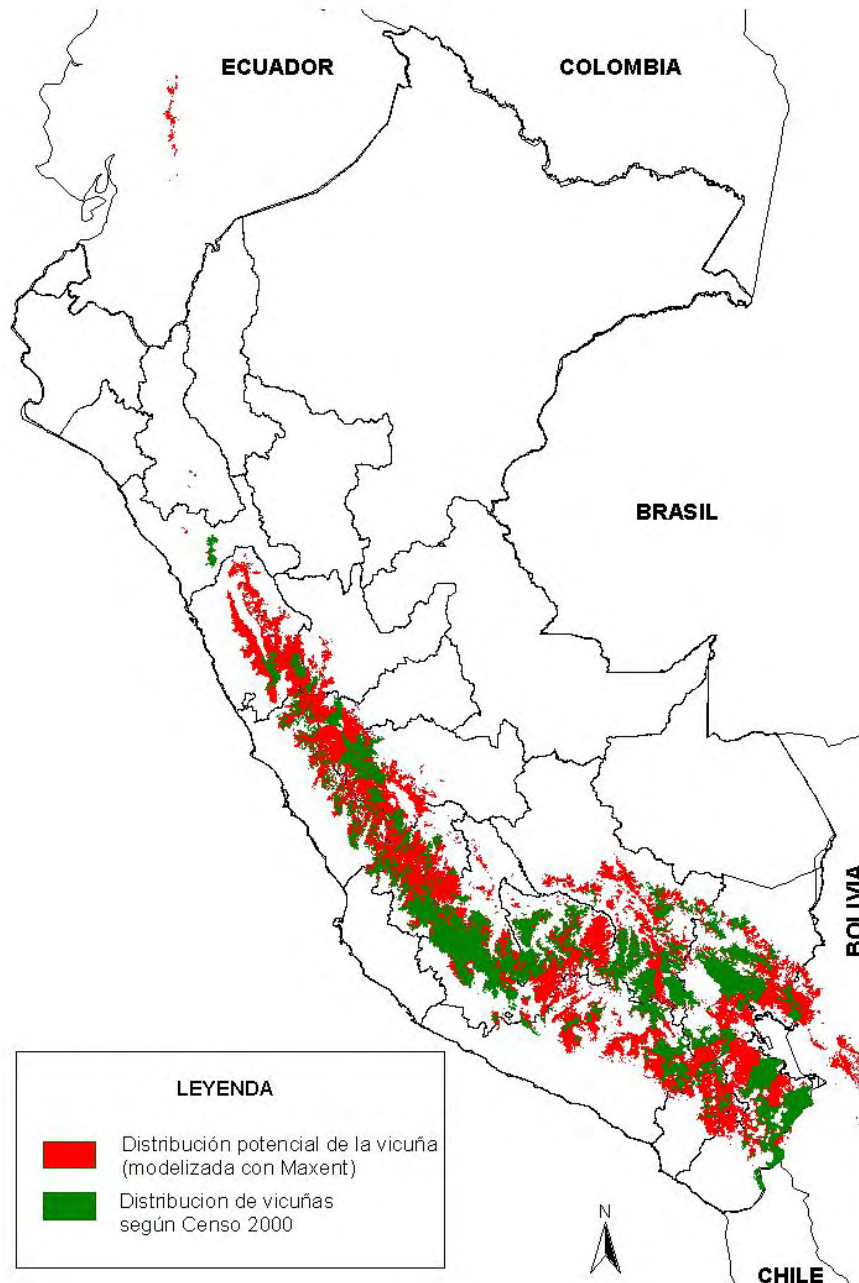 ECUADOR
COLOMBIA
BRASIL
BOLIVIA
LEYENDA
Distribución potencial de la vicuña
(modelizada con Maxent)
Distribucion de vicuñas
según Censo 2000
N
CHILE